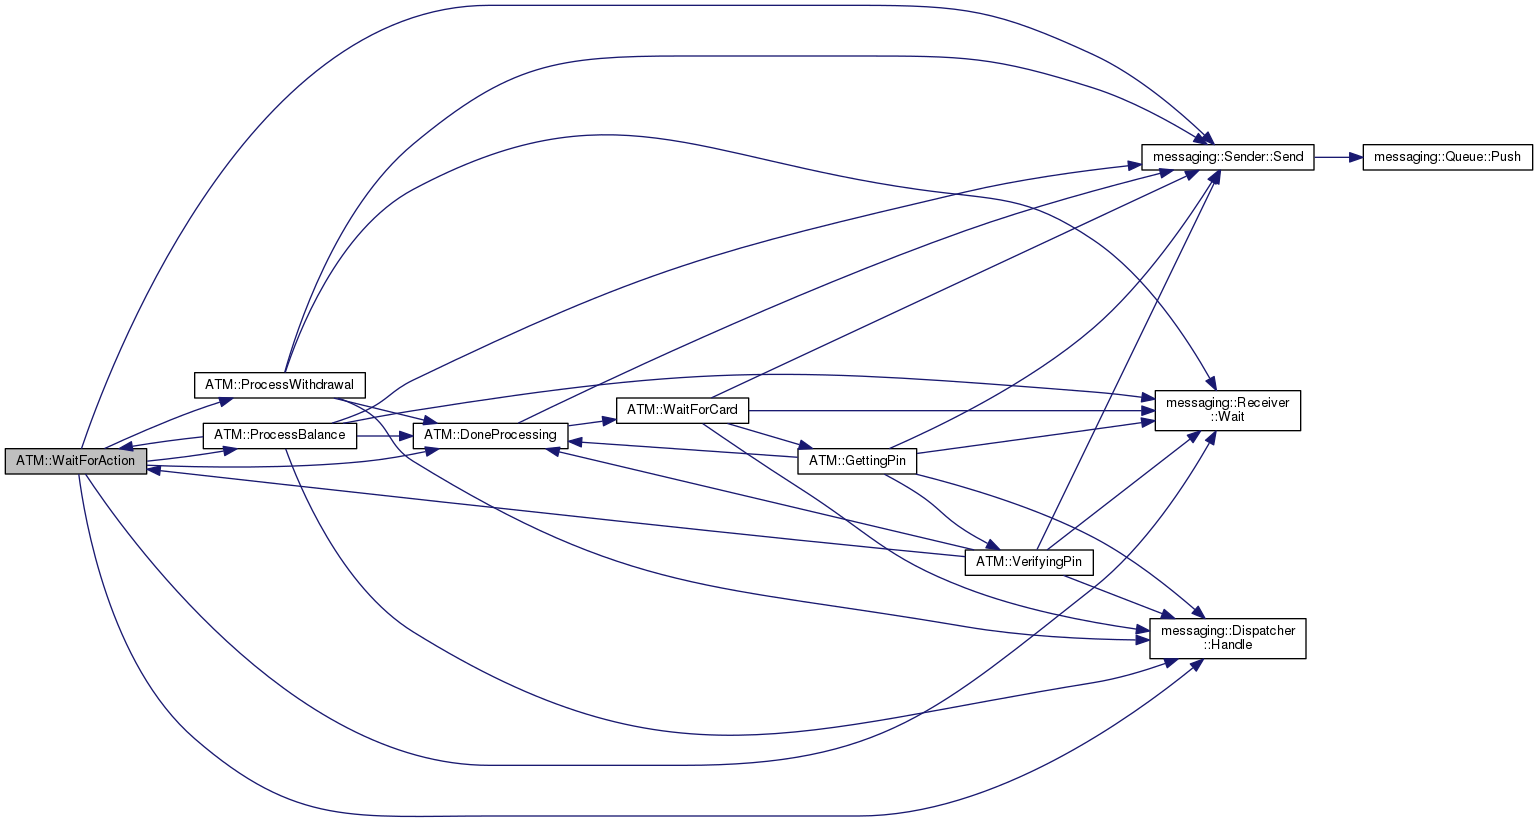 messaging::Sender::Send
messaging::Queue::Push
ATM::ProcessWithdrawal
messaging::Receiver
::Wait
ATM::WaitForCard
ATM::ProcessBalance
ATM::DoneProcessing
ATM::WaitForAction
ATM::GettingPin
ATM::VerifyingPin
messaging::Dispatcher
::Handle